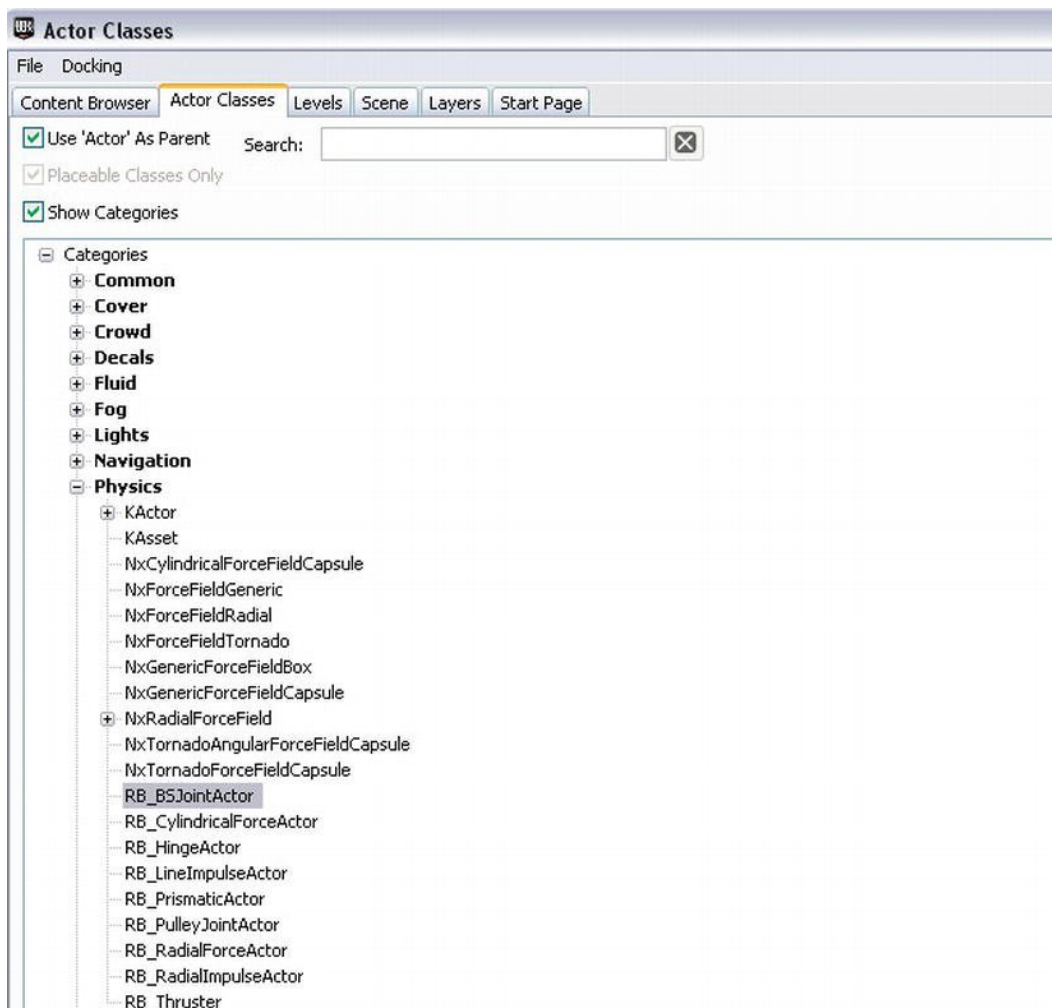 Actor Classes
File Docking
Content Browser Actor Classes Levels Scene Layers Start Page
Use 'Actor' As Parent Search:
Placeable Classes Only
Show Categories
Categories
Common
Cover
Crowd
Decals
Fluid
Fog
Lights
Navigation
Physics
KActor
KAsset
NxCylindricalForceFieldCapsule
NxForceFieldGeneric
NxForceFieldRadial
NxForceFieldTornado
NxGenericForceFieldBox
NxGenericForceFieldCapsule
NxRadialForceField
NxTornadoAngularForceFieldCapsule
NxTornadoForceFieldCapsule
RB_BSJointActor
RB_CylindricalForceActor
RB_HingeActor
RB_LineImpulseActor
RB_PrismaticActor
RB_PulleyJointActor
RB_RadialForceActor
RB_RadialImpulseActor
RB_Thruster